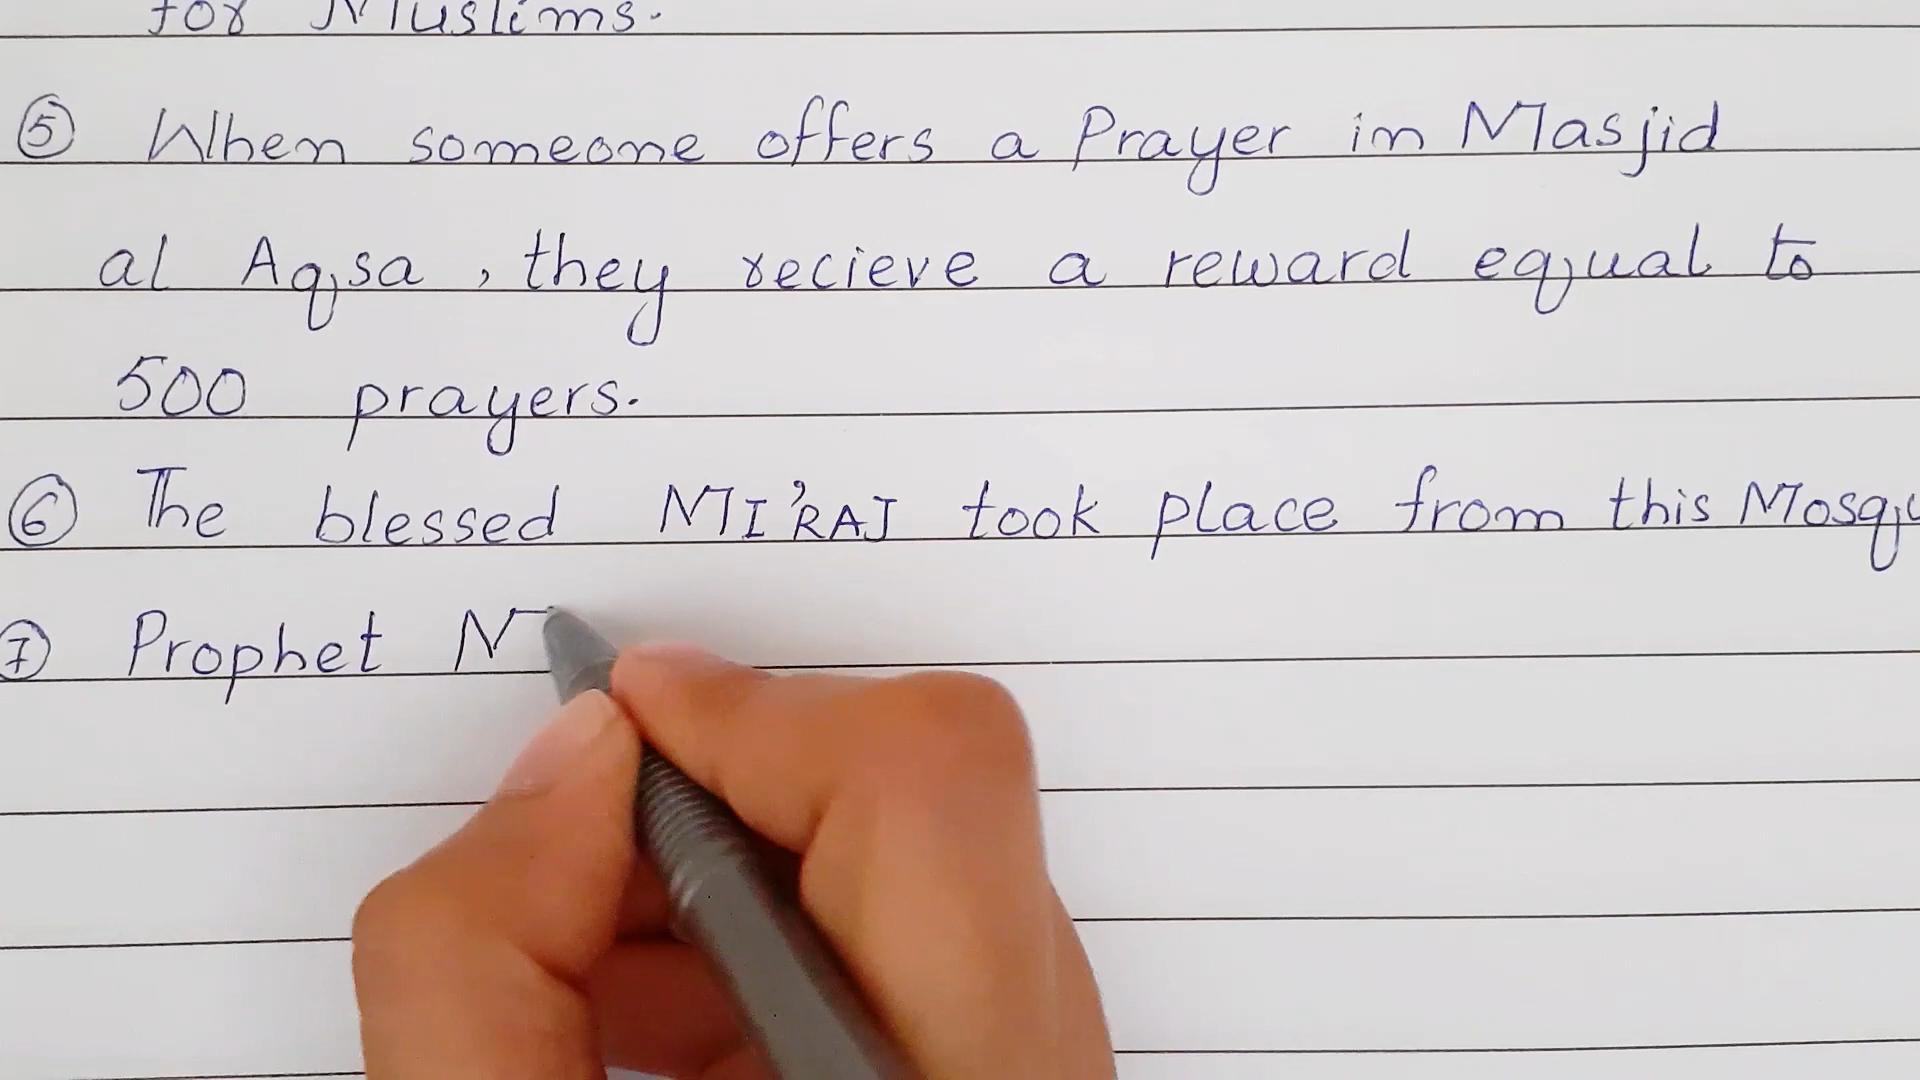 for Muslims.
⑤ When someone offers a Prayer in Masjid
al Aqsa, they recieve a reward equal to
500 prayers.
⑥ The blessed MI'RAJ took place from this Mosqu
⑦ Prophet